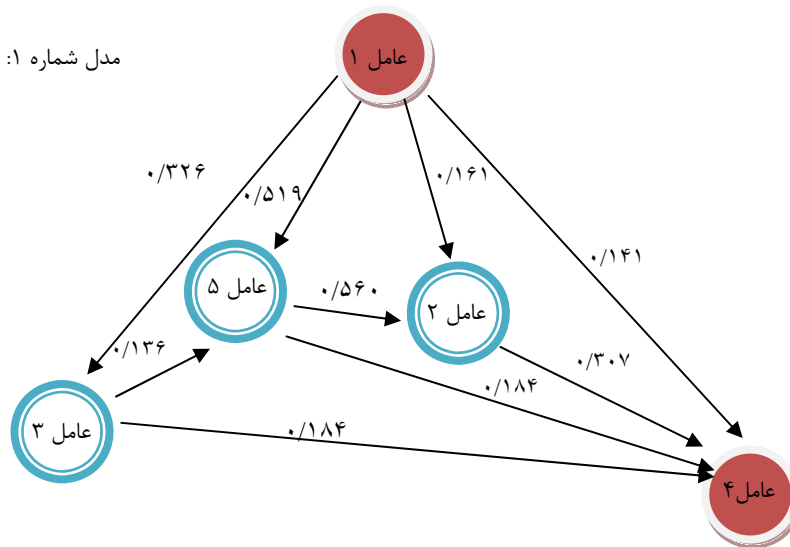 مدل شماره ۱:
عامل ۱
۰/۳۲۶
۰/۵۱۹
۰/۱۶۱
۰/۱۴۱
عامل ۵
۰/۵۶۰
عامل ۲
۰/۱۳۶
۰/۱۸۴
۰/۳۰۷
عامل ۳
۰/۱۸۴
عامل۴